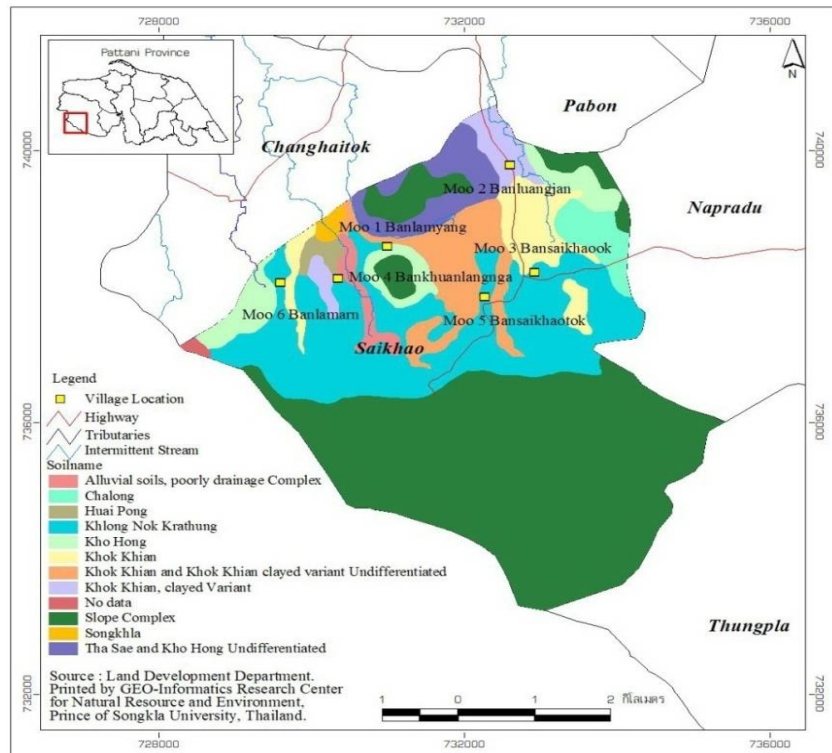 728000
732000
736000
Pattani Province
N
Pabon
Changhaitok
740000
740000
Moo 2 Banluangjan
Napradu
Moo 1 Banlamyang
Moo 3 Bansaikhaook
Moo 4 Bankhuanlangnga
Moo 6 Banlamarn
Moo 5 Bansaikhaotok
Saikhao
Legend
Village Location
Highway
Tributaries
Intermittent Stream
736000
736000
Soilname
Alluvial soils, poorly drainage Complex
Chalong
Huai Pong
Khlong Nok Krathung
Kho Hong
Khok Khian
Khok Khian and Khok Khian clayed variant Undifferentiated
Khok Khian, clayed Variant
No data
Slope Complex
Songkhla
Tha Sae and Kho Hong Undifferentiated
Thungpla
Source : Land Development Department.
Printed by GEO-Informatics Research Center
for Natural Resource and Environment,
Prince of Songkla University, Thailand.
1 0 1 2 กิโลเมตร
732000
732000
728000
732000
736000